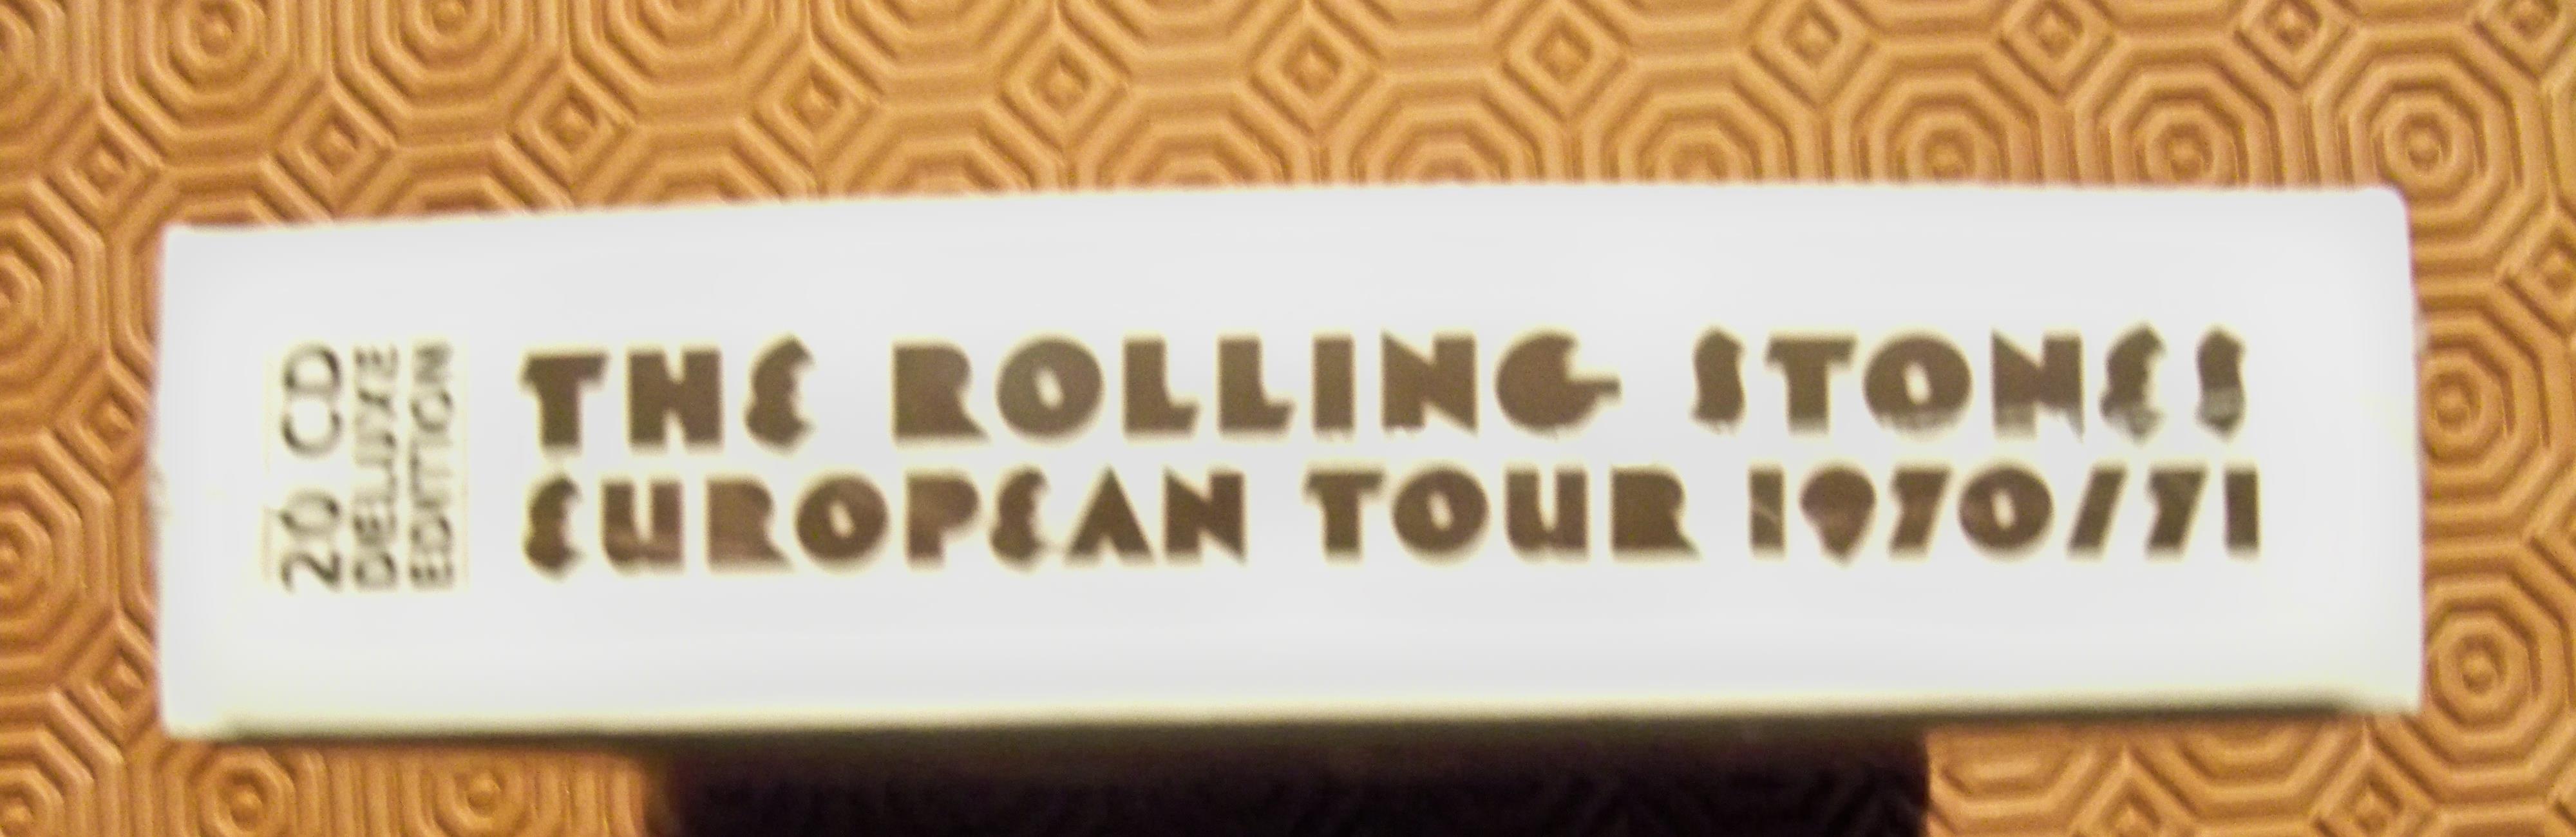 20 CD
DELUXE
EDITION
THE ROLLING STONES
EUROPEAN TOUR 1970/71